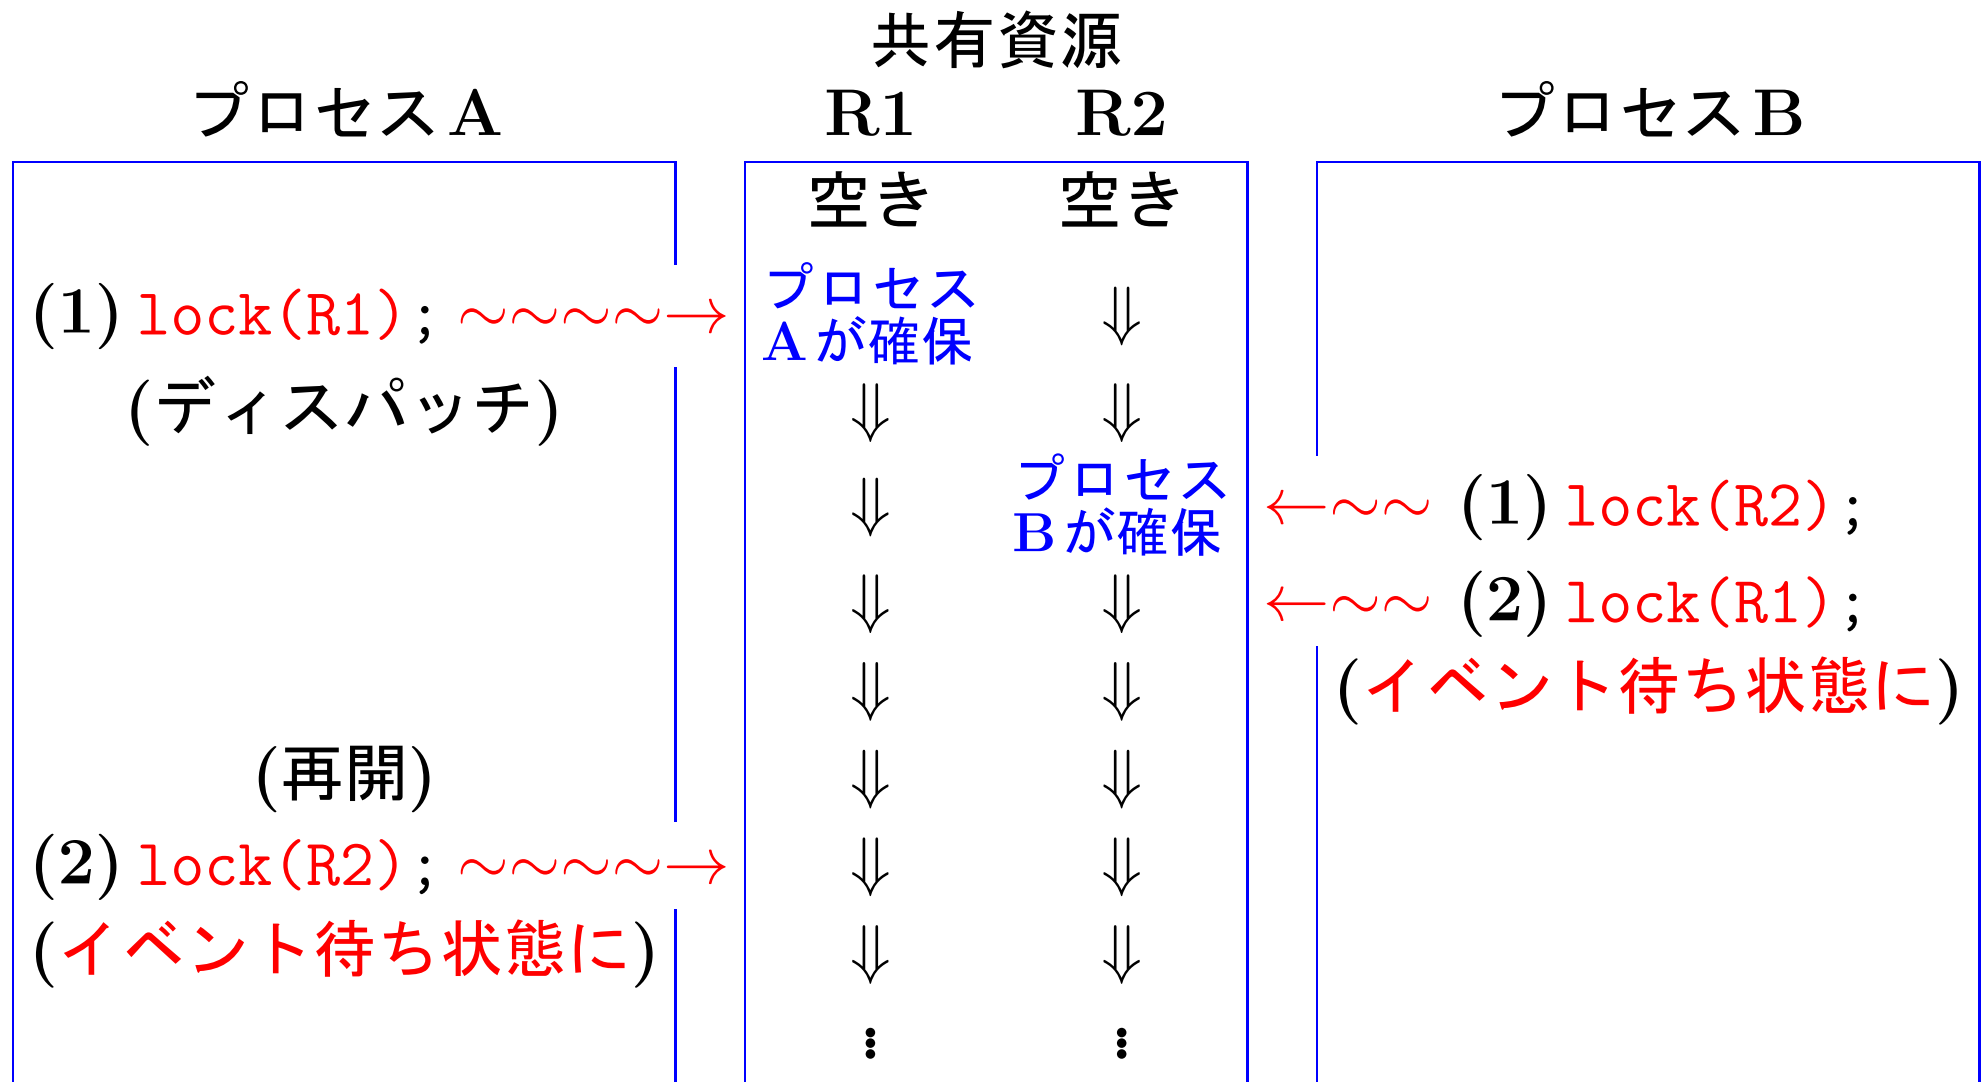 共有資源
プロセスA R1 R2 プロセスB
空き 空き
(1) lock(R1); ～～～～→ プロセス ⇓
Aが確保
(ディスパッチ) ⇓ ⇓
⇓ プロセス ←～～ (1) lock(R2);
Bが確保
⇓ ⇓ ←～～ (2) lock(R1);
⇓ ⇓ (イベント待ち状態に)
(再開) ⇓ ⇓
(2) lock(R2); ～～～～→ ⇓ ⇓
(イベント待ち状態に) ⇓ ⇓
⋮ ⋮